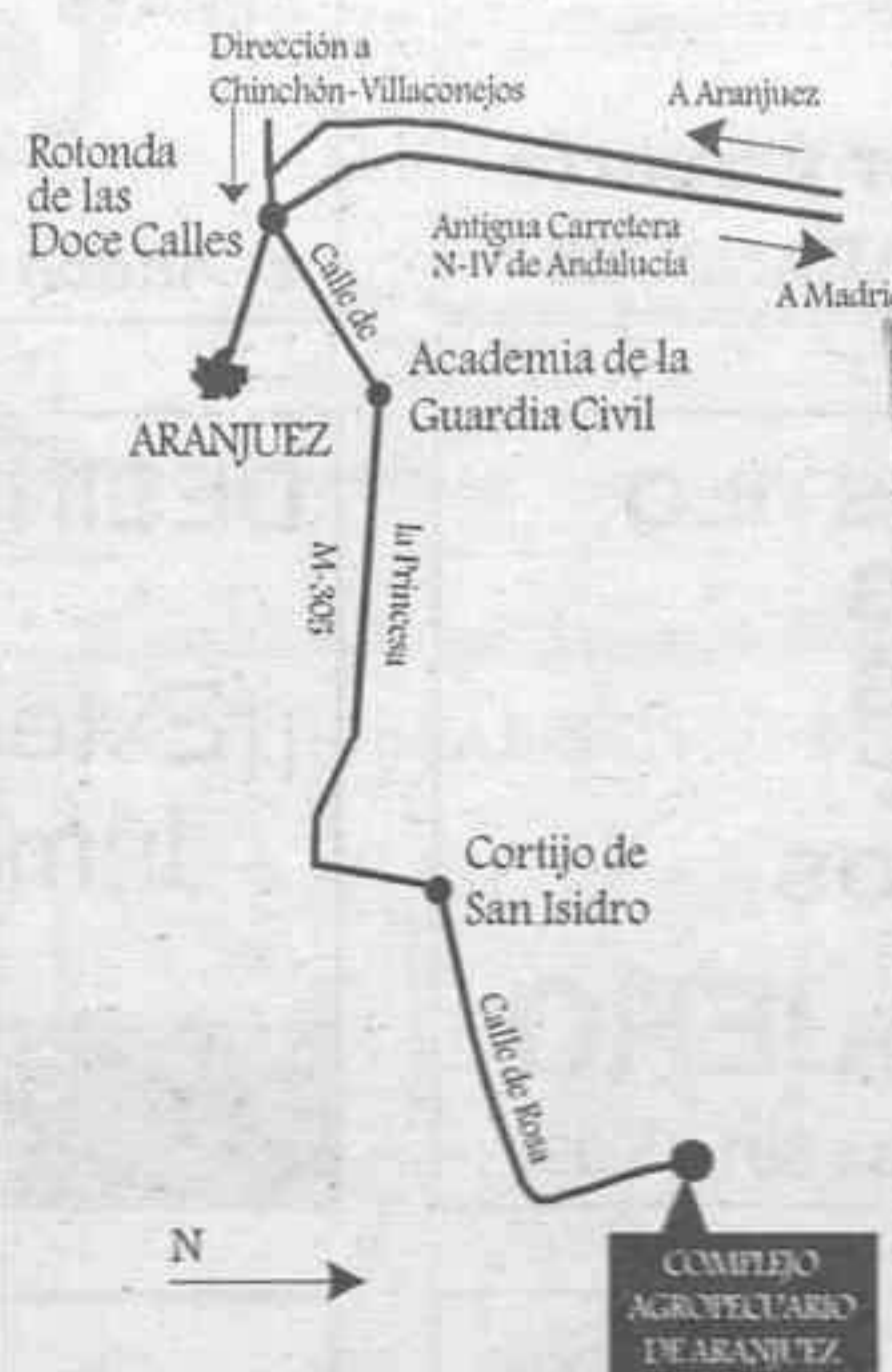 Dirección a
Chinchón-Villaconejos
A Aranjuez
Rotonda
de las
Doce Calles
Antigua Carretera
N-IV de Andalucía
A Madrid
Calle de
Academia de la
Guardia Civil
ARANJUEZ
la Princesa
M-305
Cortijo de
San Isidro
Calle de Rosa
N
COMPLEJO
AGROPECUARIO
DE ARANJUEZ